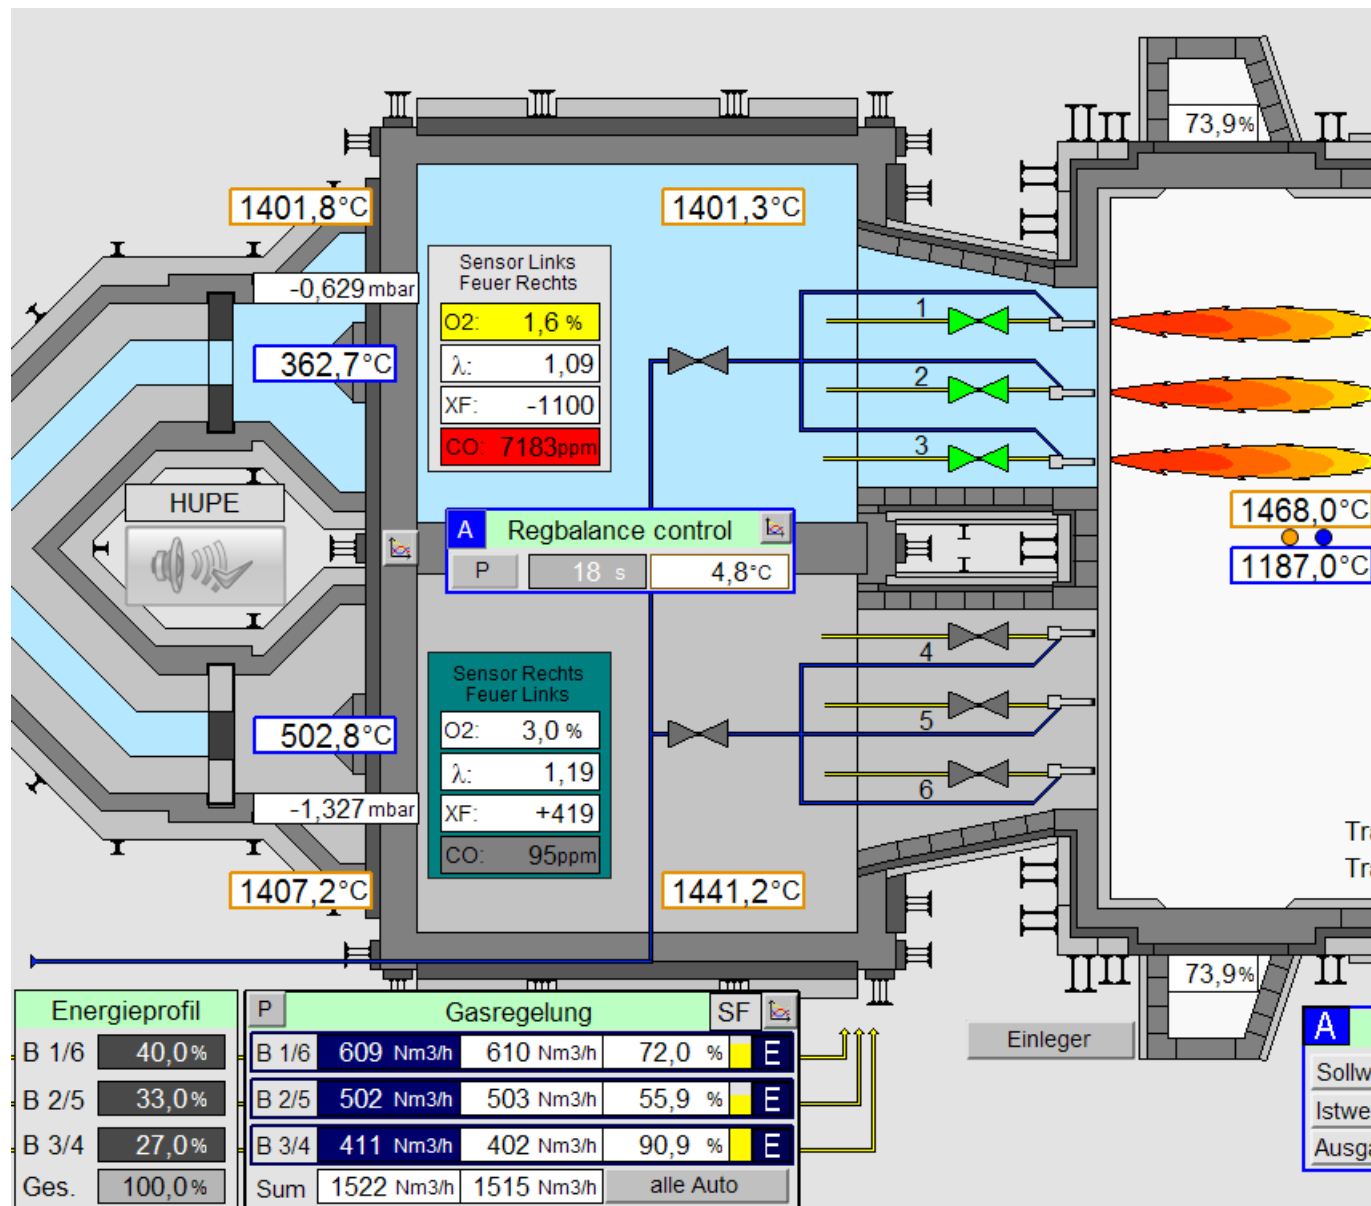 73,9%
1401,8°C
1401,3°C
-0,629 mbar
Sensor Links
Feuer Rechts
O2: 1,6 %
λ: 1,09
XF: -1100
CO: 7183ppm
362,7°C
1
2
3
HUPE
A Regbalance control
P 18 s 4,8°C
1468,0°C
1187,0°C
4
5
6
Sensor Rechts
Feuer Links
O2: 3,0 %
λ: 1,19
XF: +419
CO: 95ppm
502,8°C
-1,327 mbar
1407,2°C
1441,2°C
Tra
Tra
73,9%
Energieprofil
B 1/6 40,0%
B 2/5 33,0%
B 3/4 27,0%
Ges. 100,0%
P Gasregelung SF
B 1/6 609 Nm3/h 610 Nm3/h 72,0 % E
B 2/5 502 Nm3/h 503 Nm3/h 55,9 % E
B 3/4 411 Nm3/h 402 Nm3/h 90,9 % E
Sum 1522 Nm3/h 1515 Nm3/h alle Auto
Einleger
A
Sollw
Istwe
Ausga